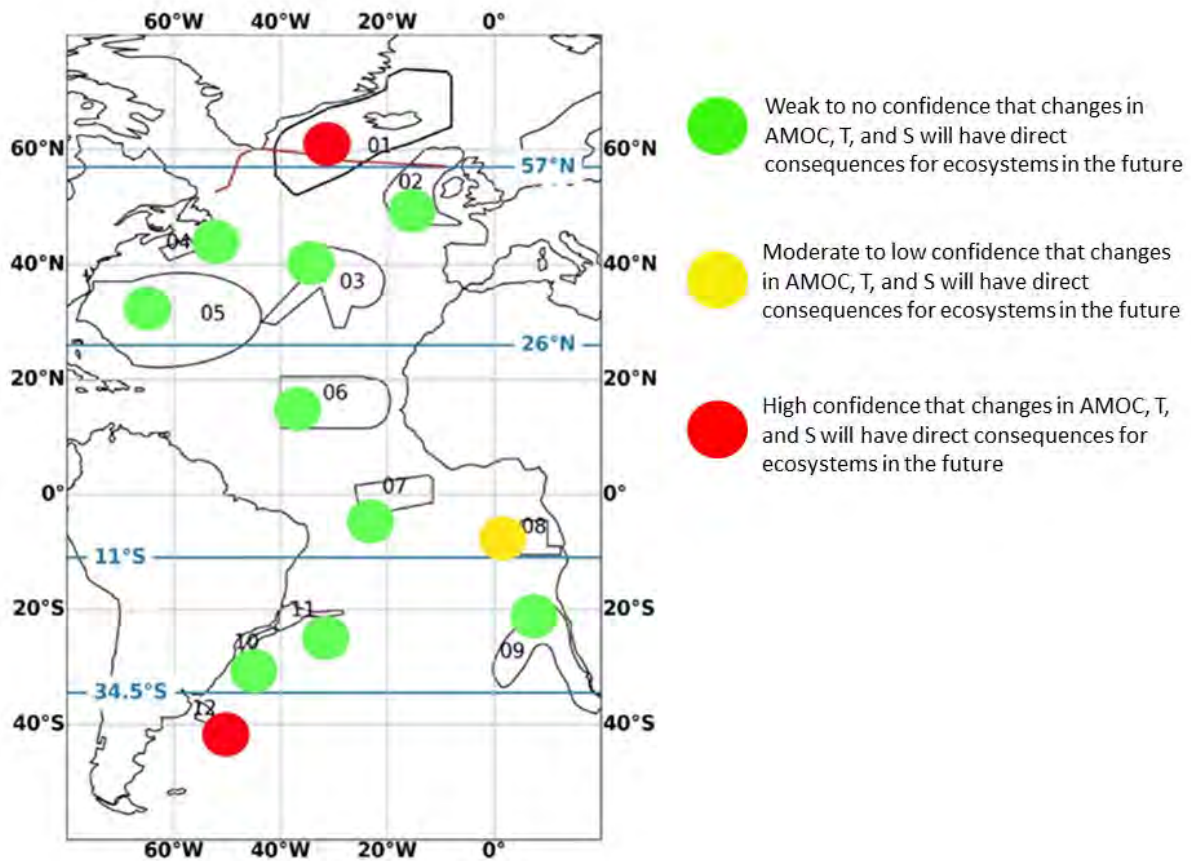 60°W 40°W 20°W 0°
60°N 01 60°N
57°N
02
04
40°N 03 40°N
05
26°N
20°N 06 20°N
0° 07 0°
08
11°S
20°S 11 20°S
10 09
34.5°S
12
40°S 40°S
60°W 40°W 20°W 0°
Weak to no confidence that changes in
AMOC, T, and S will have direct
consequences for ecosystems in the future
Moderate to low confidence that changes
in AMOC, T, and S will have direct
consequences for ecosystems in the future
High confidence that changes in AMOC, T,
and S will have direct consequences for
ecosystems in the future